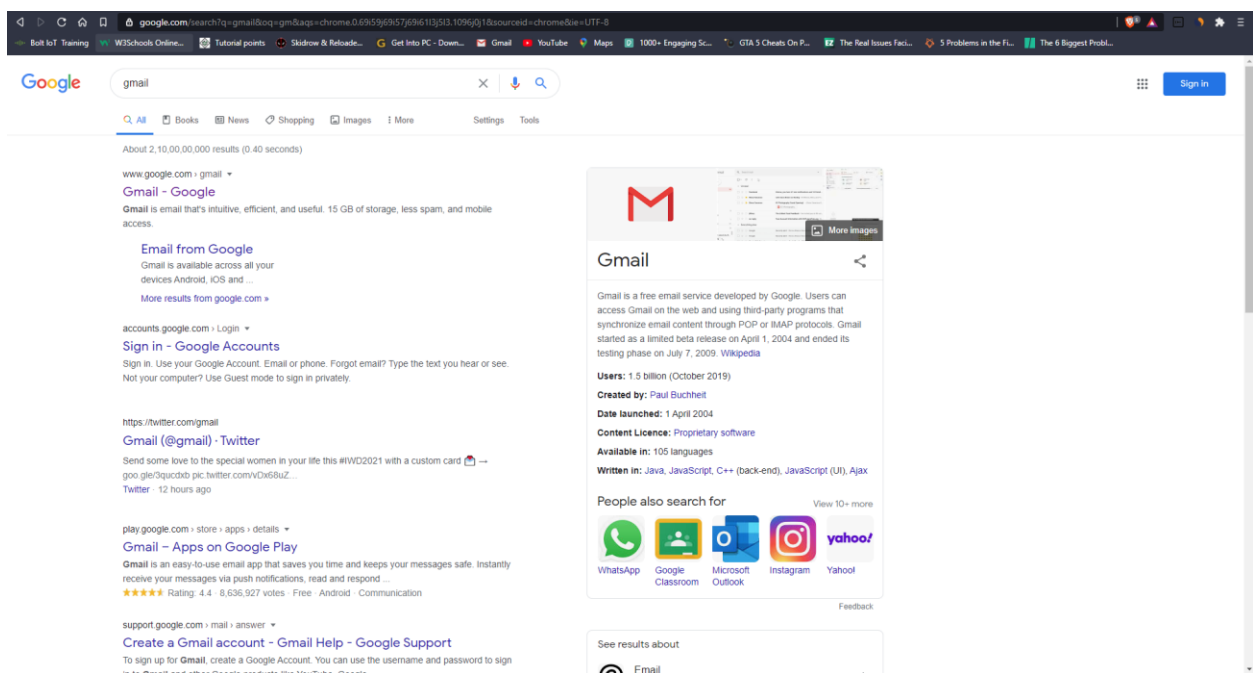 google.com/search?q=gmail&oq=gm&aqs=chrome.0.69i59j69i57j69i61l3j5l3.1096j0j1&sourceid=chrome&ie=UTF-8
Bolt IoT Training W3Schools Online... Tutorial points Skidrow & Reloade... Get Into PC - Down... Gmail YouTube Maps 1000+ Engaging Sc... GTA 5 Cheats On P... The Real Issues Faci... 5 Problems in the Fi... The 6 Biggest Probl...
Google gmail Sign in
All Books News Shopping Images More Settings Tools
About 2,10,00,00,000 results (0.40 seconds)
www.google.com › gmail
Gmail - Google
Gmail is email that's intuitive, efficient, and useful. 15 GB of storage, less spam, and mobile
access.
Email from Google
Gmail is available across all your
devices Android, iOS and ...
More results from google.com »
accounts.google.com › Login
Sign in - Google Accounts
Sign in. Use your Google Account. Email or phone. Forgot email? Type the text you hear or see.
Not your computer? Use Guest mode to sign in privately.
https://twitter.com/gmail
Gmail (@gmail) · Twitter
Send some love to the special women in your life this #IWD2021 with a custom card 💌 →
goo.gle/3qucdxb pic.twitter.com/vDx68uZ...
Twitter · 12 hours ago
play.google.com › store › apps › details
Gmail – Apps on Google Play
Gmail is an easy-to-use email app that saves you time and keeps your messages safe. Instantly
receive your messages via push notifications, read and respond ...
★★★★★ Rating: 4.4 · 8,636,927 votes · Free · Android · Communication
support.google.com › mail › answer
Create a Gmail account - Gmail Help - Google Support
To sign up for Gmail, create a Google Account. You can use the username and password to sign
in to Gmail and other Google products like YouTube, Google
More images
Gmail
Gmail is a free email service developed by Google. Users can
access Gmail on the web and using third-party programs that
synchronize email content through POP or IMAP protocols. Gmail
started as a limited beta release on April 1, 2004 and ended its
testing phase on July 7, 2009. Wikipedia
Users: 1.5 billion (October 2019)
Created by: Paul Buchheit
Date launched: 1 April 2004
Content Licence: Proprietary software
Available in: 105 languages
Written in: Java, JavaScript, C++ (back-end), JavaScript (UI), Ajax
People also search for View 10+ more
yahoo!
WhatsApp Google Microsoft Instagram Yahoo!
Classroom Outlook
Feedback
See results about
Email